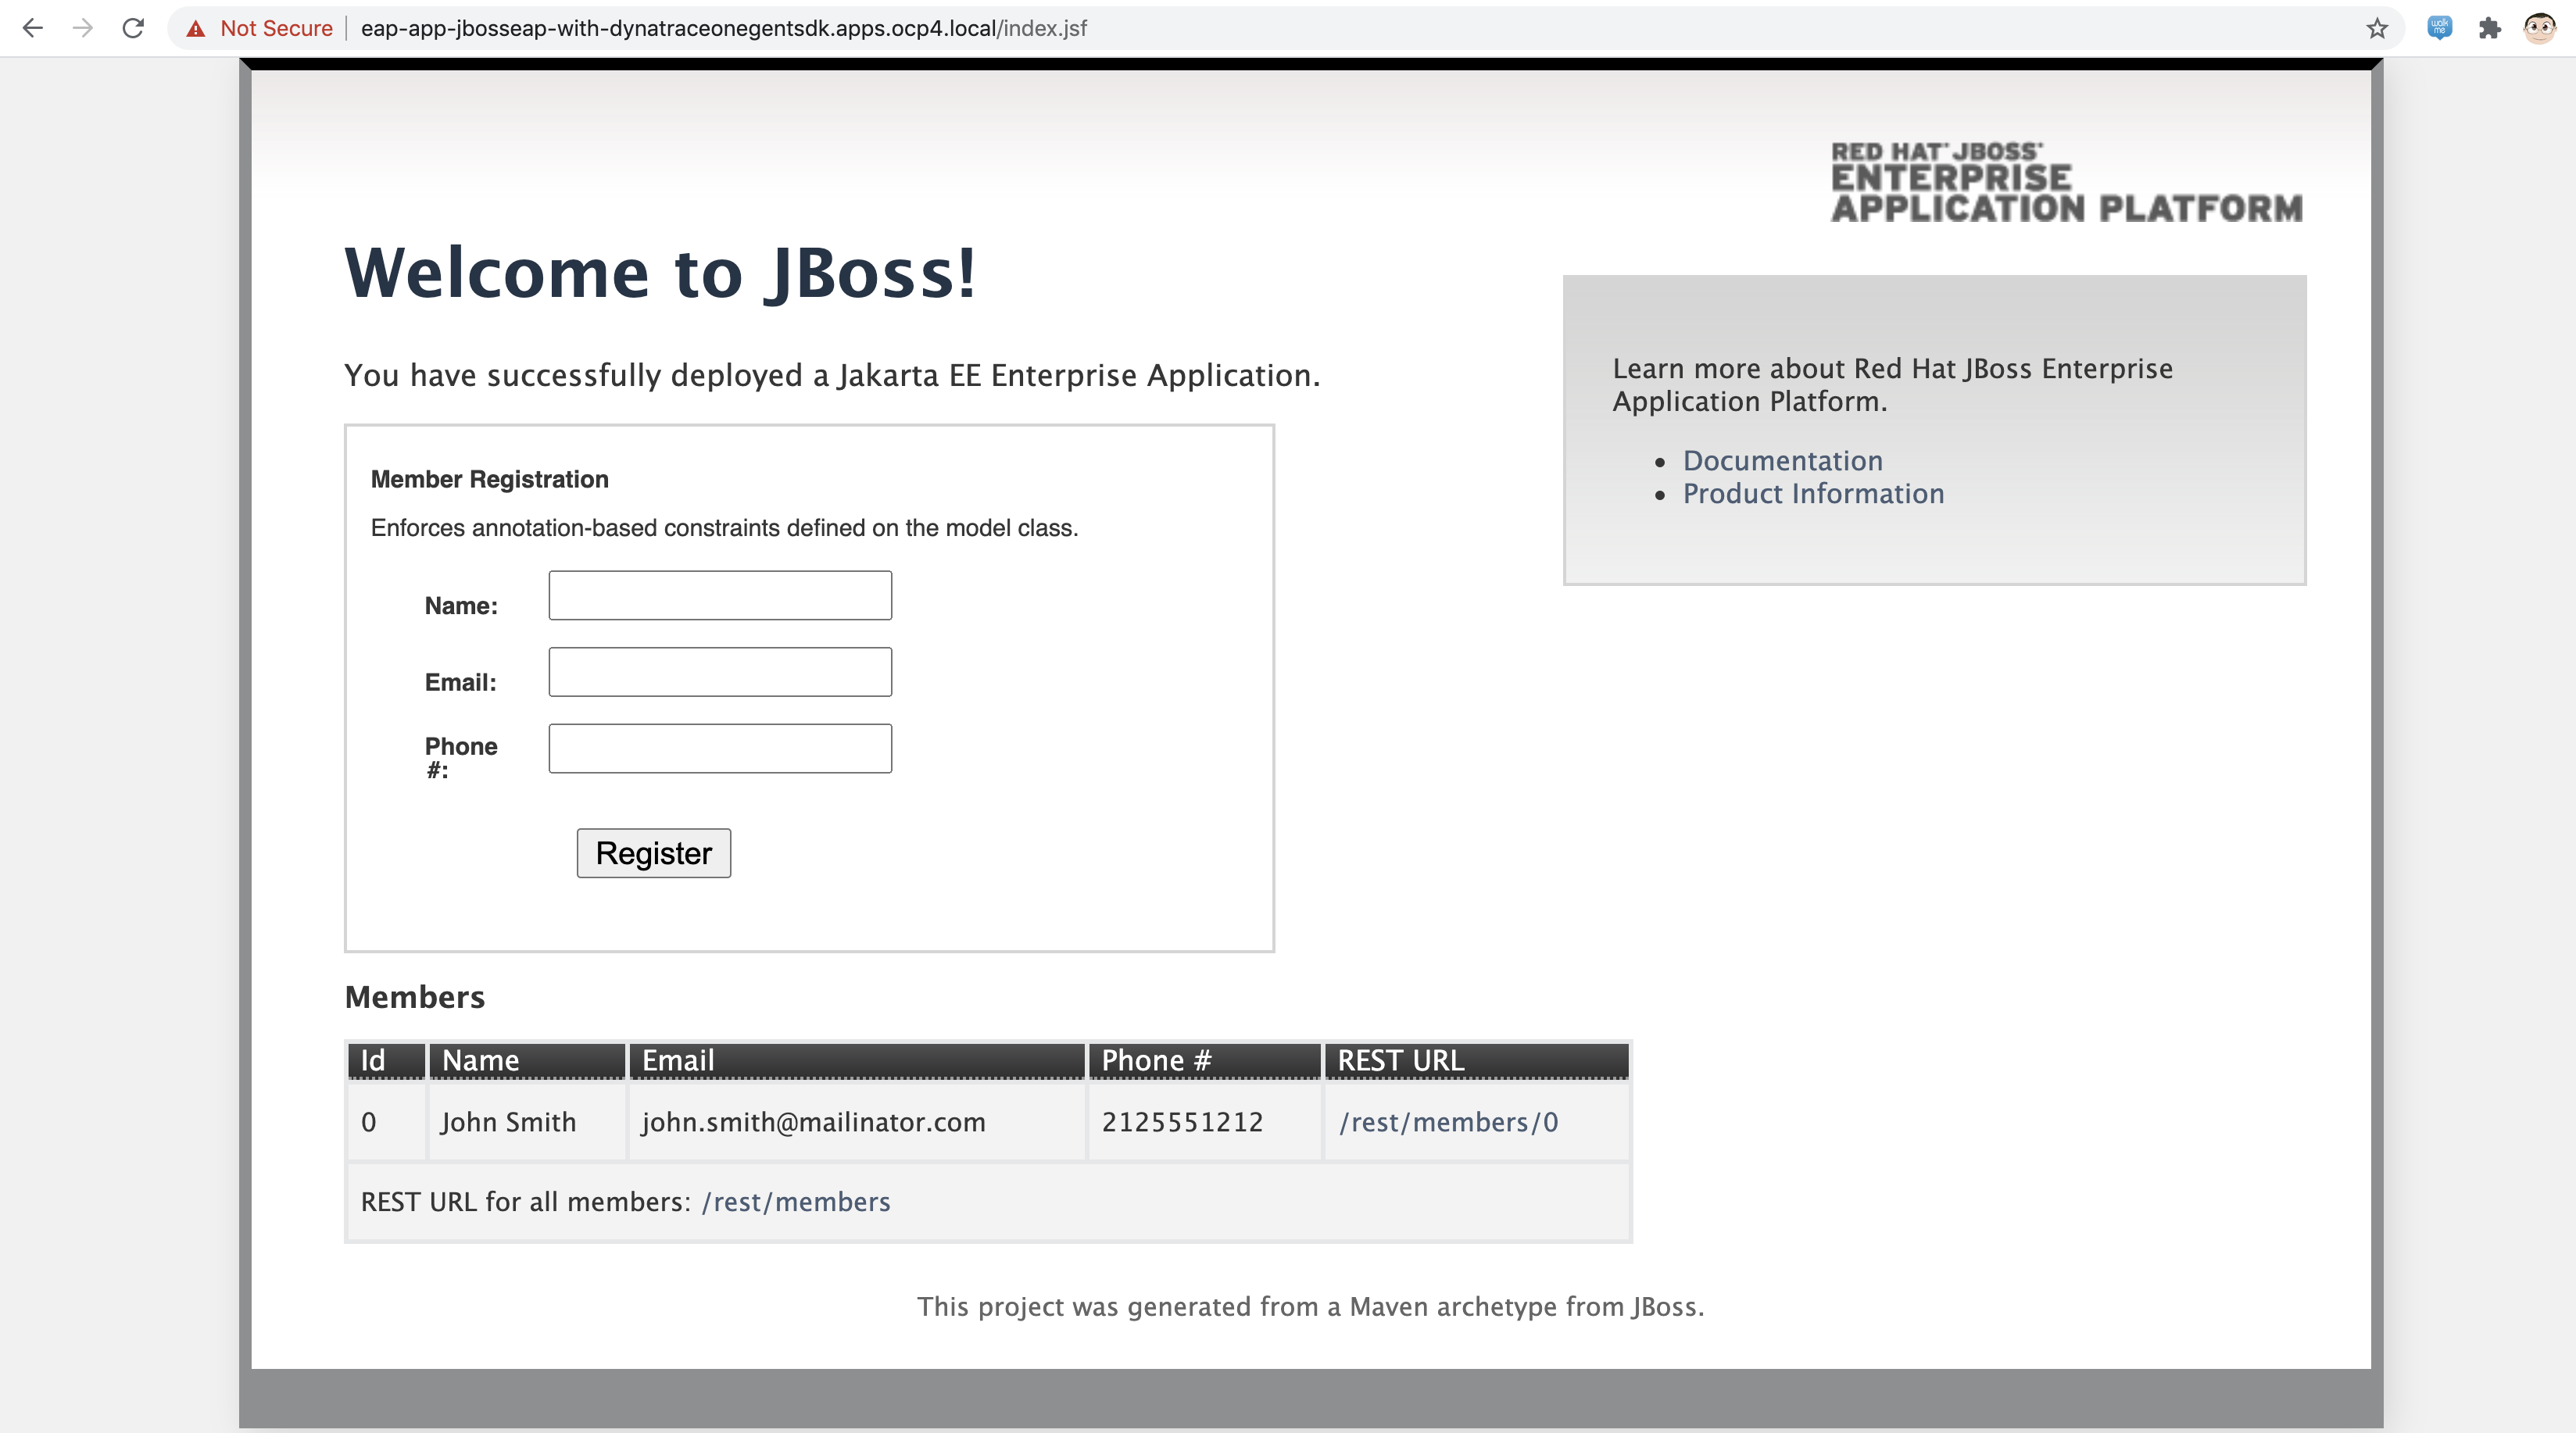 Not Secure
eap-app-jbosseap-with-dynatraceonegentsdk.apps.ocp4.local/index.jsf
walk
me
RED HAT® JBOSS®
ENTERPRISE
APPLICATION PLATFORM
Welcome to JBoss!
You have successfully deployed a Jakarta EE Enterprise Application.
Member Registration
Enforces annotation-based constraints defined on the model class.
Name:
Email:
Phone
#:
Register
Learn more about Red Hat JBoss Enterprise
Application Platform.
Documentation
Product Information
Members
Id Name Email Phone # REST URL
0 John Smith john.smith@mailinator.com 2125551212 /rest/members/0
REST URL for all members: /rest/members
This project was generated from a Maven archetype from JBoss.